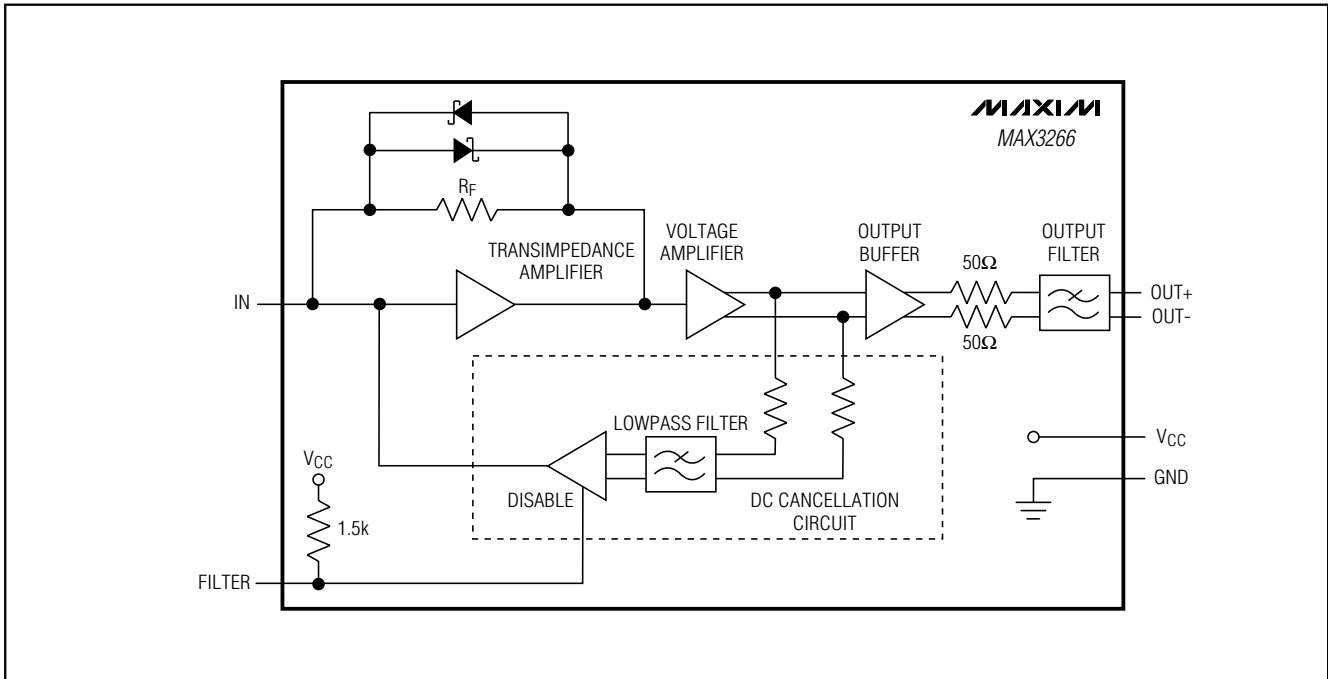 MAXIM
MAX3266
RF
TRANSIMPEDANCE
AMPLIFIER
VOLTAGE
AMPLIFIER
OUTPUT
BUFFER
50Ω
50Ω
OUTPUT
FILTER
IN
OUT+
OUT-
LOWPASS FILTER
DISABLE
DC CANCELLATION
CIRCUIT
VCC
1.5k
FILTER
VCC
GND